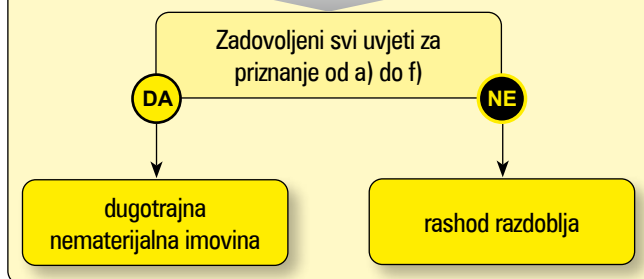 Zadovoljeni svi uvjeti za
priznanje od a) do f)
DA
NE
dugotrajna
nematerijalna imovina
rashod razdoblja